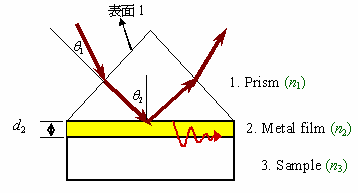 表面 1
θ₁
θ₂
1. Prism (n₁)
d₂
2. Metal film (n₂)
3. Sample (n₃)